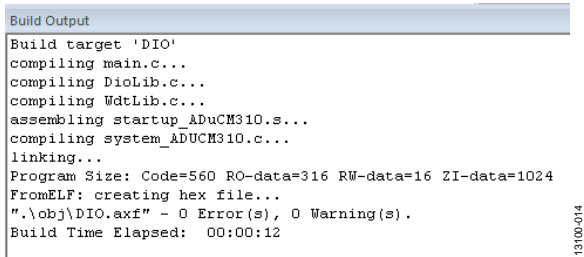 Build Output
Build target 'DIO'
compiling main.c...
compiling DioLib.c...
compiling WdtLib.c...
assembling startup_ADuCM310.s...
compiling system_ADUCM310.c...
linking...
Program Size: Code=560 RO-data=316 RW-data=16 ZI-data=1024
FromELF: creating hex file...
".\obj\DIO.axf" - 0 Error(s), 0 Warning(s).
Build Time Elapsed:  00:00:12
13100-014